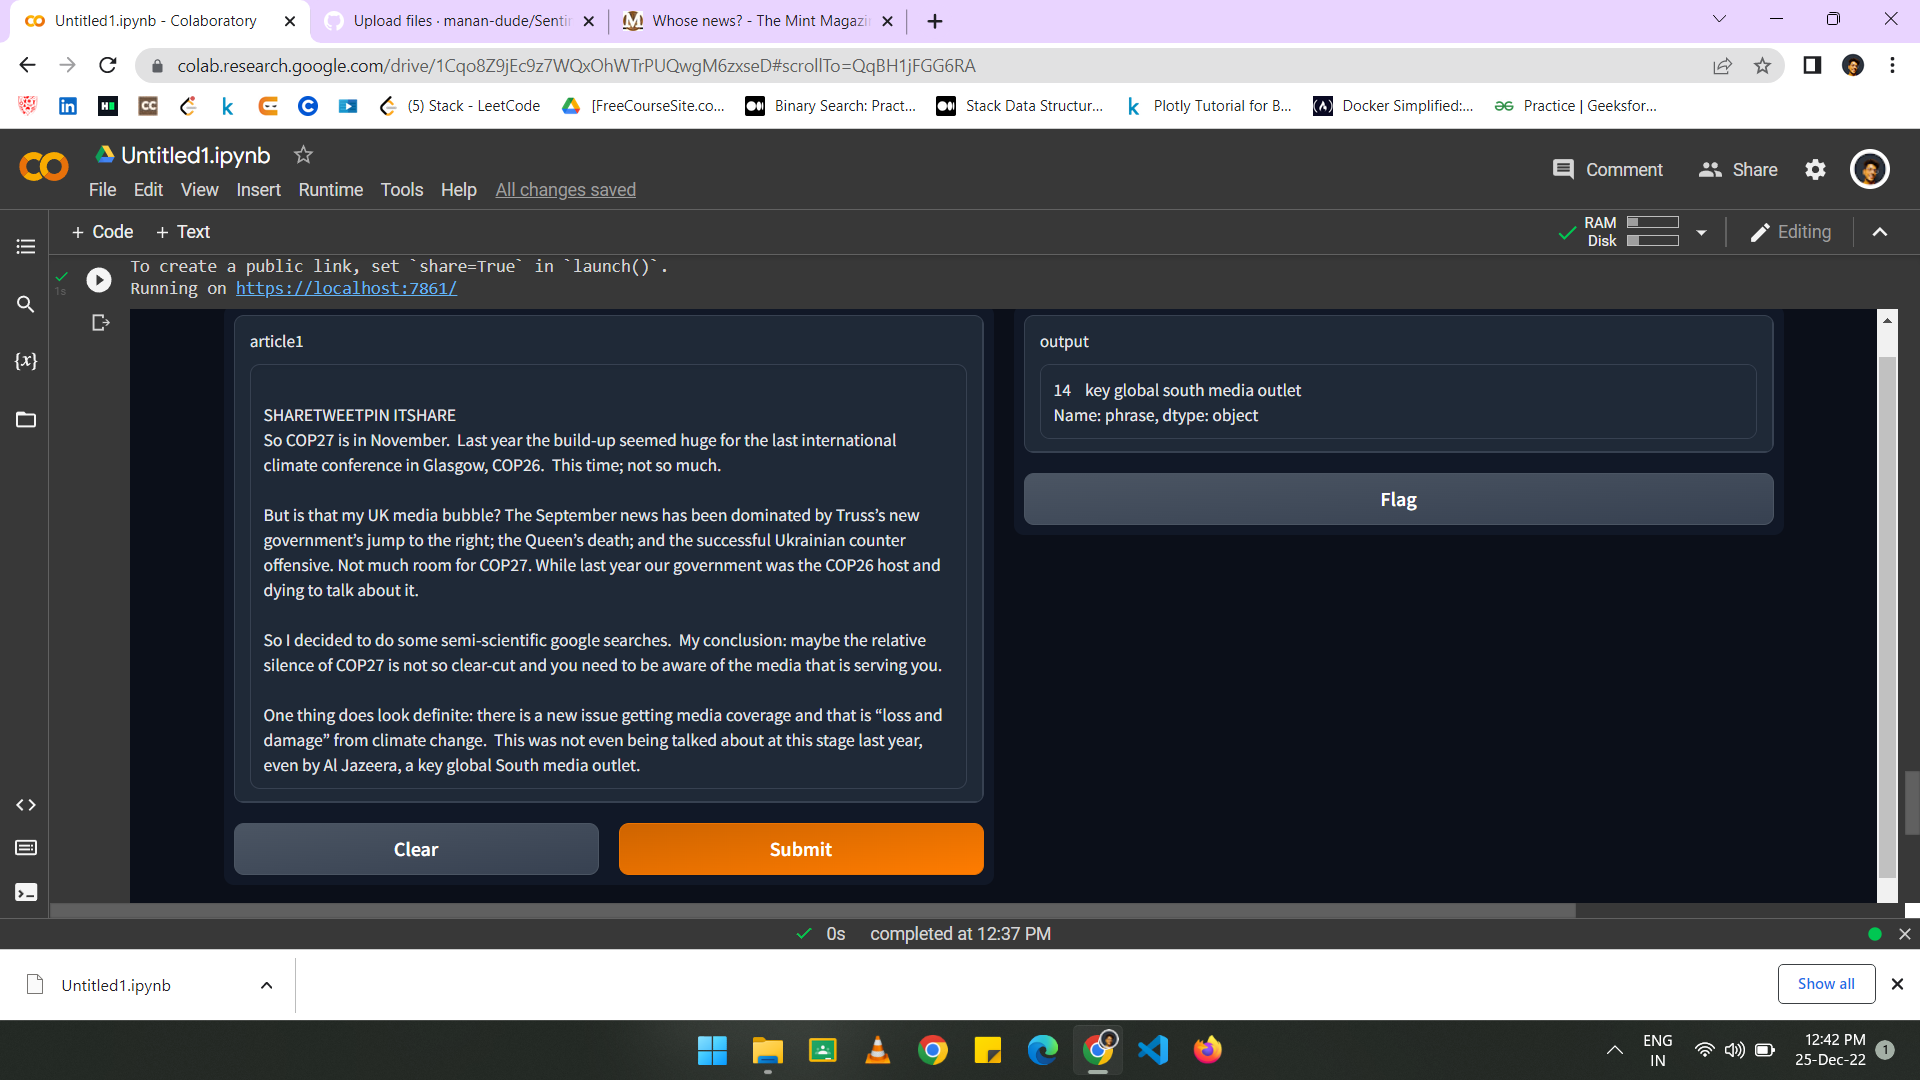 Untitled1.ipynb - Colaboratory
Upload files · manan-dude/Senti
Whose news? - The Mint Magazi
colab.research.google.com/drive/1Cqo8Z9jEc9z7WQxOhWTrPUQwgM6zxseD#scrollTo=QqBH1jFGG6RA
(5) Stack - LeetCode
[FreeCourseSite.co...
Binary Search: Pract...
Stack Data Structur...
Plotly Tutorial for B...
Docker Simplified:...
Practice | Geeksfor...
Untitled1.ipynb
Comment
Share
File Edit View Insert Runtime Tools Help All changes saved
+ Code + Text
RAM
Disk
Editing
1s
To create a public link, set `share=True` in `launch()`.
Running on https://localhost:7861/
article1
SHARETWEETPIN ITSHARE
So COP27 is in November.  Last year the build-up seemed huge for the last international
climate conference in Glasgow, COP26.  This time; not so much.
But is that my UK media bubble? The September news has been dominated by Truss’s new
government’s jump to the right; the Queen’s death; and the successful Ukrainian counter
offensive. Not much room for COP27. While last year our government was the COP26 host and
dying to talk about it.
So I decided to do some semi-scientific google searches.  My conclusion: maybe the relative
silence of COP27 is not so clear-cut and you need to be aware of the media that is serving you.
One thing does look definite: there is a new issue getting media coverage and that is “loss and
damage” from climate change.  This was not even being talked about at this stage last year,
even by Al Jazeera, a key global South media outlet.
Clear
Submit
output
14 key global south media outlet
Name: phrase, dtype: object
Flag
0s completed at 12:37 PM
Untitled1.ipynb
Show all
ENG
IN
12:42 PM
25-Dec-22
1